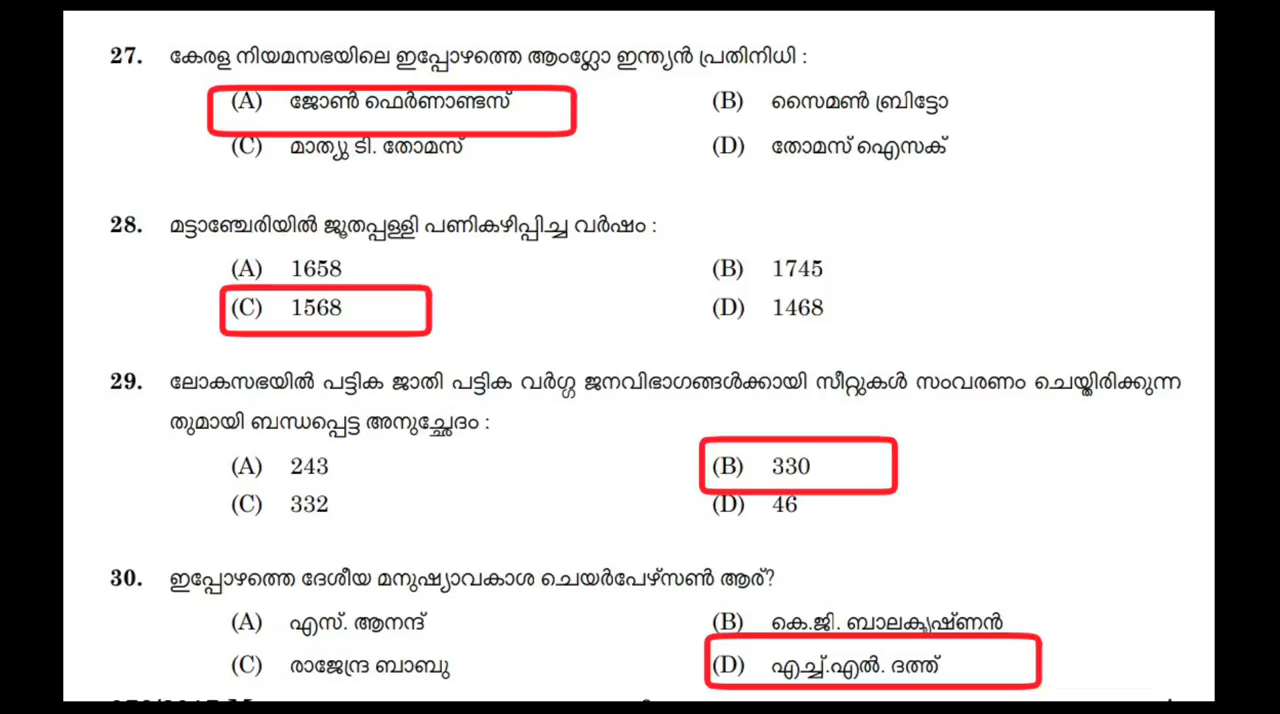 27. കേരള നിയമസഭയിലെ ഇപ്പോഴത്തെ ആംഗ്ലോ ഇന്ത്യൻ പ്രതിനിധി :
(A) ജോൺ ഫെർണാണ്ടസ് (B) സൈമൺ ബ്രിട്ടോ
(C) മാത്യു ടി. തോമസ് (D) തോമസ് ഐസക്
28. മട്ടാഞ്ചേരിയിൽ ജൂതപ്പള്ളി പണികഴിപ്പിച്ച വർഷം :
(A) 1658 (B) 1745
(C) 1568 (D) 1468
29. ലോകസഭയിൽ പട്ടിക ജാതി പട്ടിക വർഗ്ഗ ജനവിഭാഗങ്ങൾക്കായി സീറ്റുകൾ സംവരണം ചെയ്തിരിക്കുന്ന
തുമായി ബന്ധപ്പെട്ട അനുച്ഛേദം :
(A) 243 (B) 330
(C) 332 (D) 46
30. ഇപ്പോഴത്തെ ദേശീയ മനുഷ്യാവകാശ ചെയർപേഴ്സൺ ആര്?
(A) എസ്. ആനന്ദ് (B) കെ.ജി. ബാലകൃഷ്ണൻ
(C) രാജേന്ദ്ര ബാബു (D) എച്ച്.എൽ. ദത്ത്